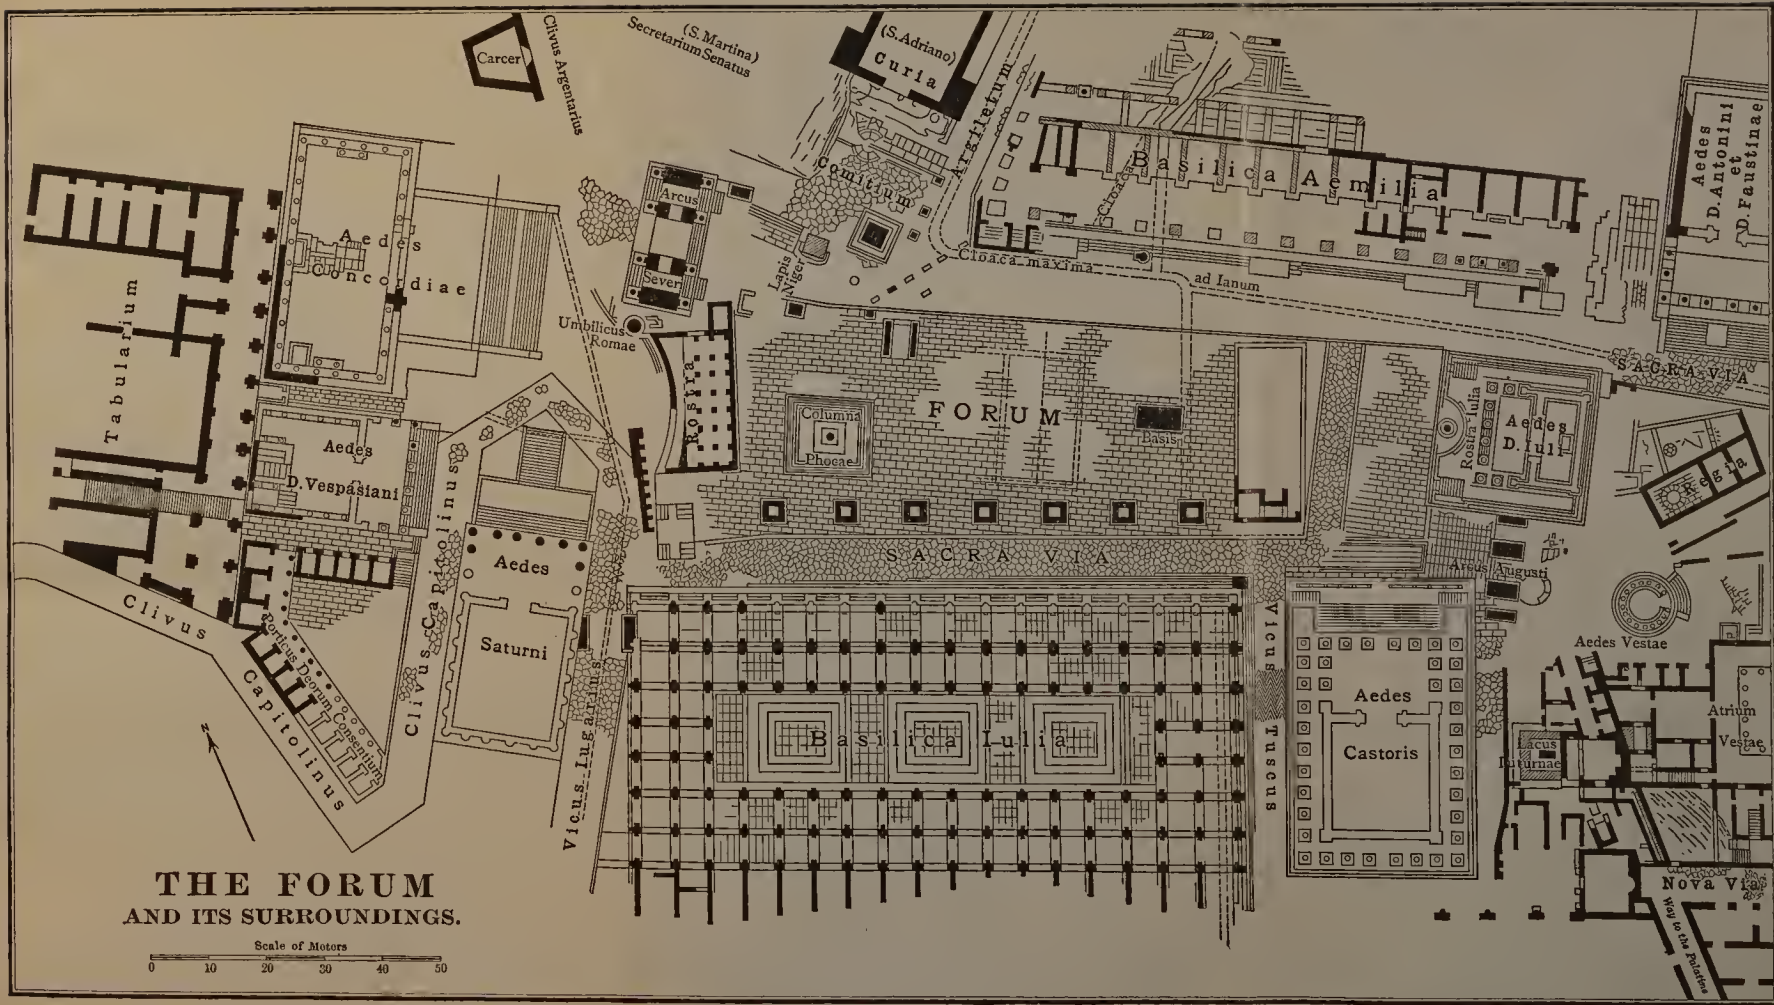 Carcer
Clivus Argentarius
(S. Martina)
Secretarium Senatus
(S. Adriano)
Curia
Argiletum
Comitium
Basilica Aemilia
Cloaca
Aedes
D. Antonini
et
D. Faustinae
Arcus
Severi
Lapis
Niger
Cloaca maxima
ad Ianum
Aedes
Concordiae
Tabularium
Umbilicus
Romae
Rostra
Columna
Phocae
FORUM
Basis
SACRA VIA
Rostra Iulia
Aedes
D. Iuli
Regia
Aedes
D. Vespasiani
Clivus Capitolinus
Aedes
Saturni
SACRA VIA
Arcus Augusti
Aedes Vestae
Atrium
Vestae
Lacus
Iuturnae
Vicus Tuscus
Aedes
Castoris
Basilica Iulia
Vicus Iugarius
Clivus
Capitolinus
Porticus Deorum Consentium
N
Nova Via
Way to the Palatine
THE FORUM
AND ITS SURROUNDINGS.
Scale of Meters
0 10 20 30 40 50